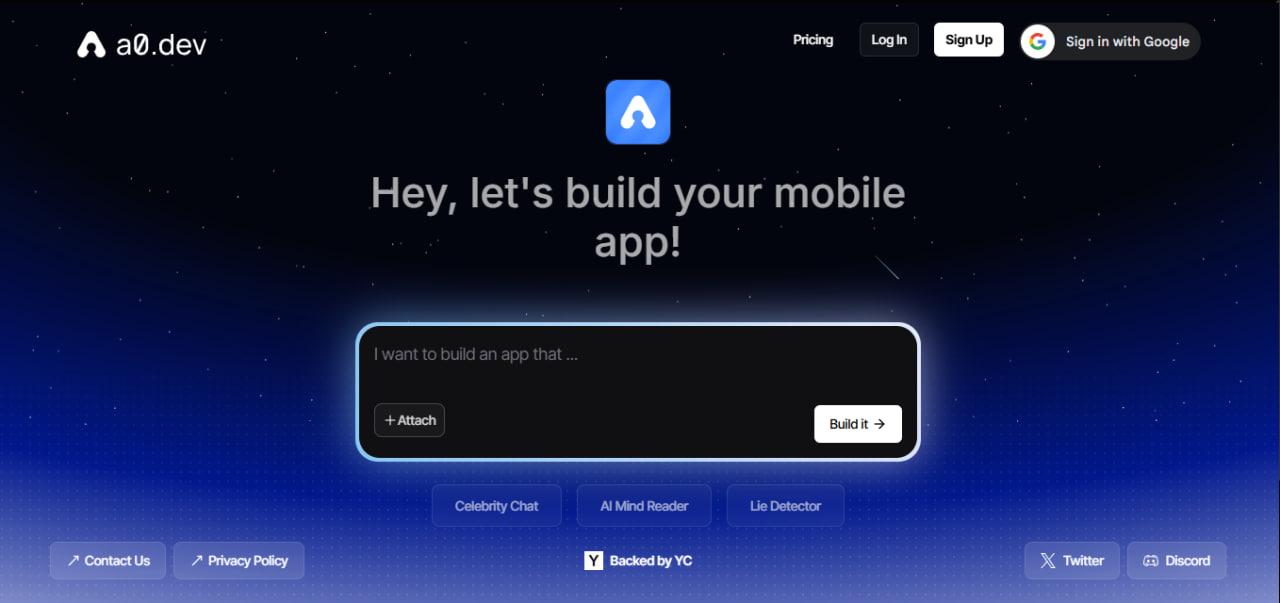 a0.dev
Pricing
Log In
Sign Up
Sign in with Google
Hey, let's build your mobile
app!
I want to build an app that ...
+ Attach
Build it →
Celebrity Chat
AI Mind Reader
Lie Detector
↗ Contact Us
↗ Privacy Policy
Y Backed by YC
Twitter
Discord